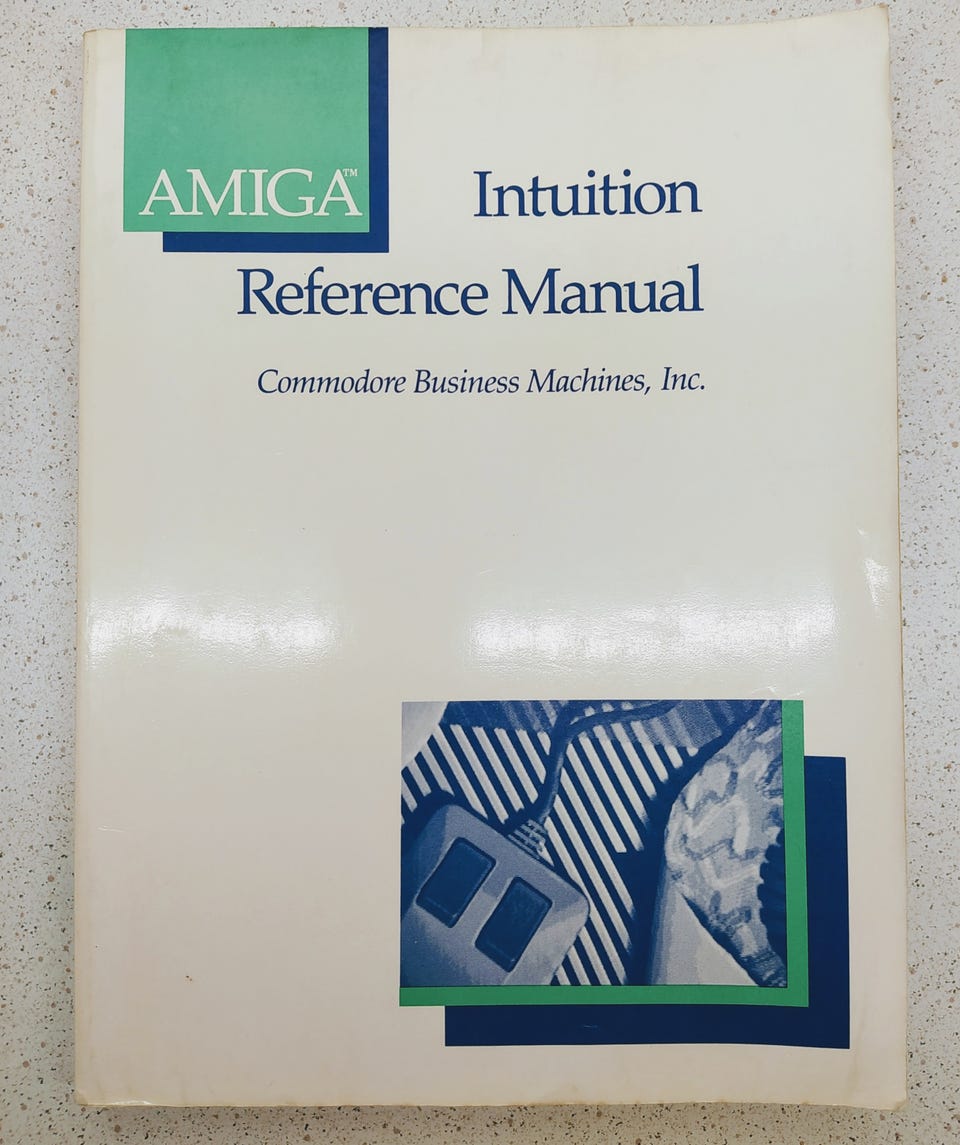 AMIGA™
Intuition
Reference Manual
Commodore Business Machines, Inc.